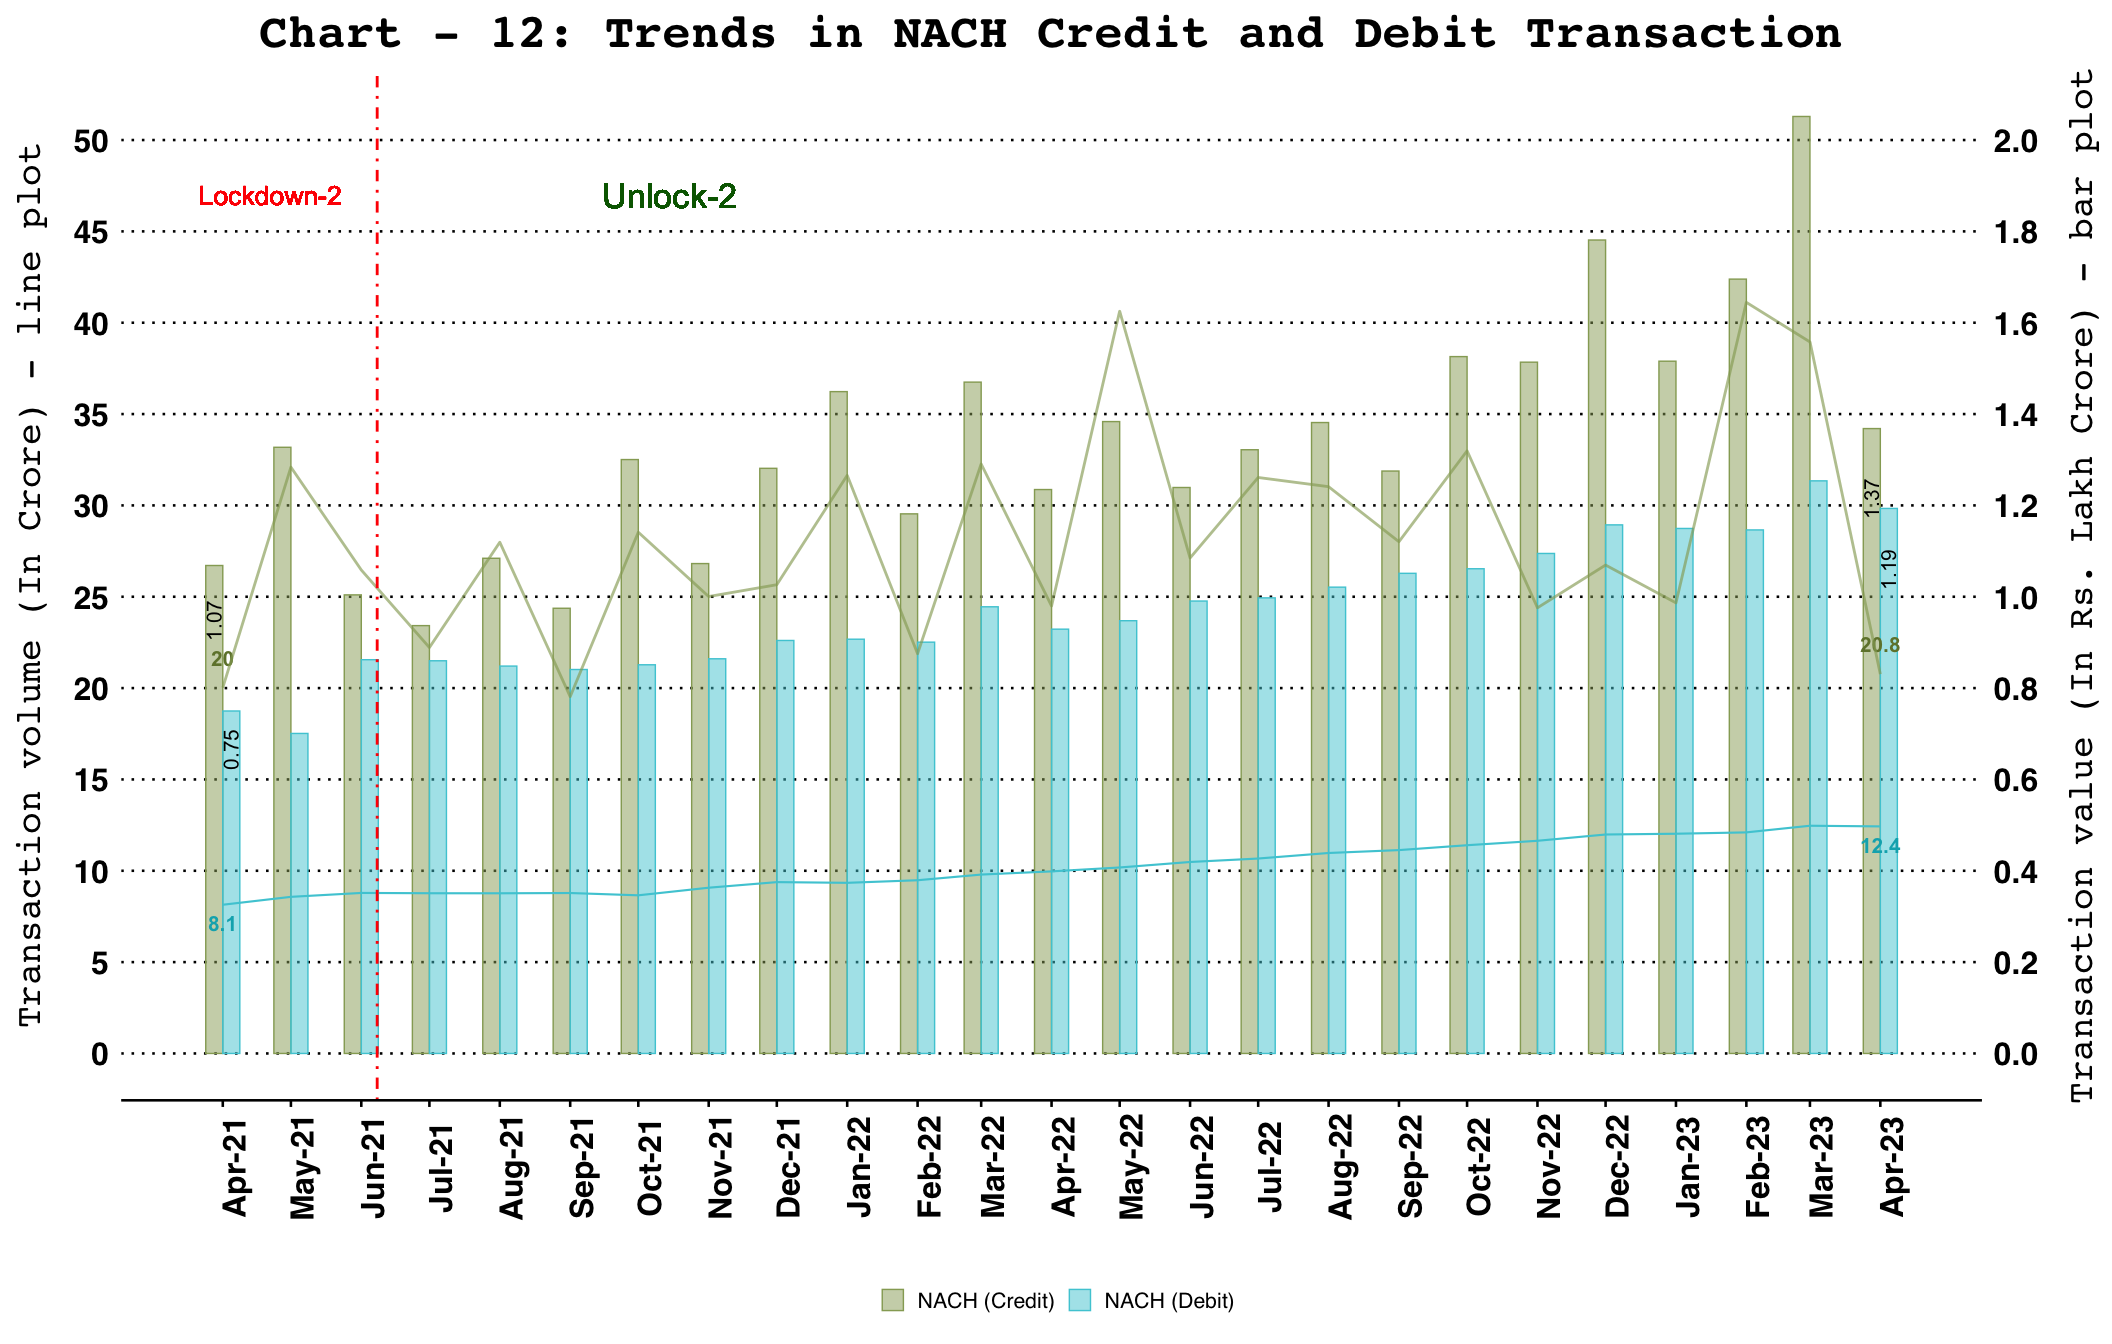 Chart - 12: Trends in NACH Credit and Debit Transaction
Transaction volume (In Crore) - line plot
Transaction value (In Rs. Lakh Crore) - bar plot
50
45
40
35
30
25
20
15
10
5
0
2.0
1.8
1.6
1.4
1.2
1.0
0.8
0.6
0.4
0.2
0.0
Lockdown-2
Unlock-2
1.07
20
0.75
8.1
1.37
1.19
20.8
12.4
Apr-21
May-21
Jun-21
Jul-21
Aug-21
Sep-21
Oct-21
Nov-21
Dec-21
Jan-22
Feb-22
Mar-22
Apr-22
May-22
Jun-22
Jul-22
Aug-22
Sep-22
Oct-22
Nov-22
Dec-22
Jan-23
Feb-23
Mar-23
Apr-23
NACH (Credit)
NACH (Debit)